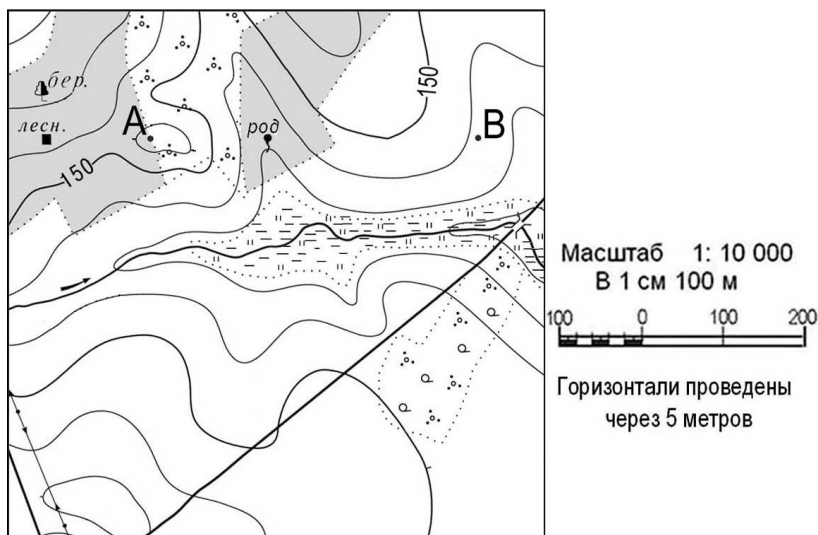 150
бер.
лесн.
А
род
В
150
Масштаб 1: 10 000
В 1 см 100 м
100 0 100 200
Горизонтали проведены
через 5 метров